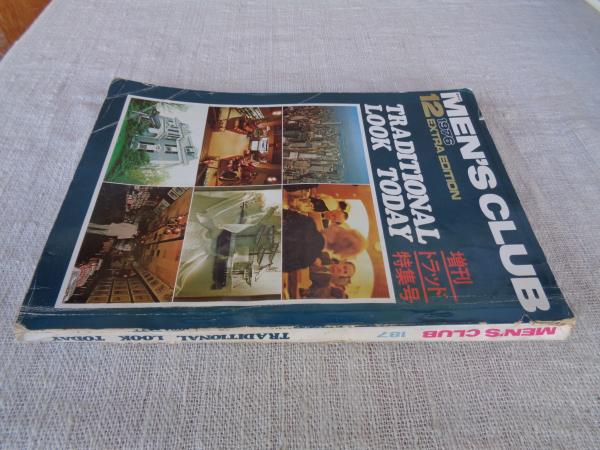 MEN'S CLUB
12 1976 EXTRA EDITION
TRADITIONAL
LOOK TODAY
増刊
トラッド
特集号
MEN'S CLUB 187 TRADITIONAL LOOK TODAY